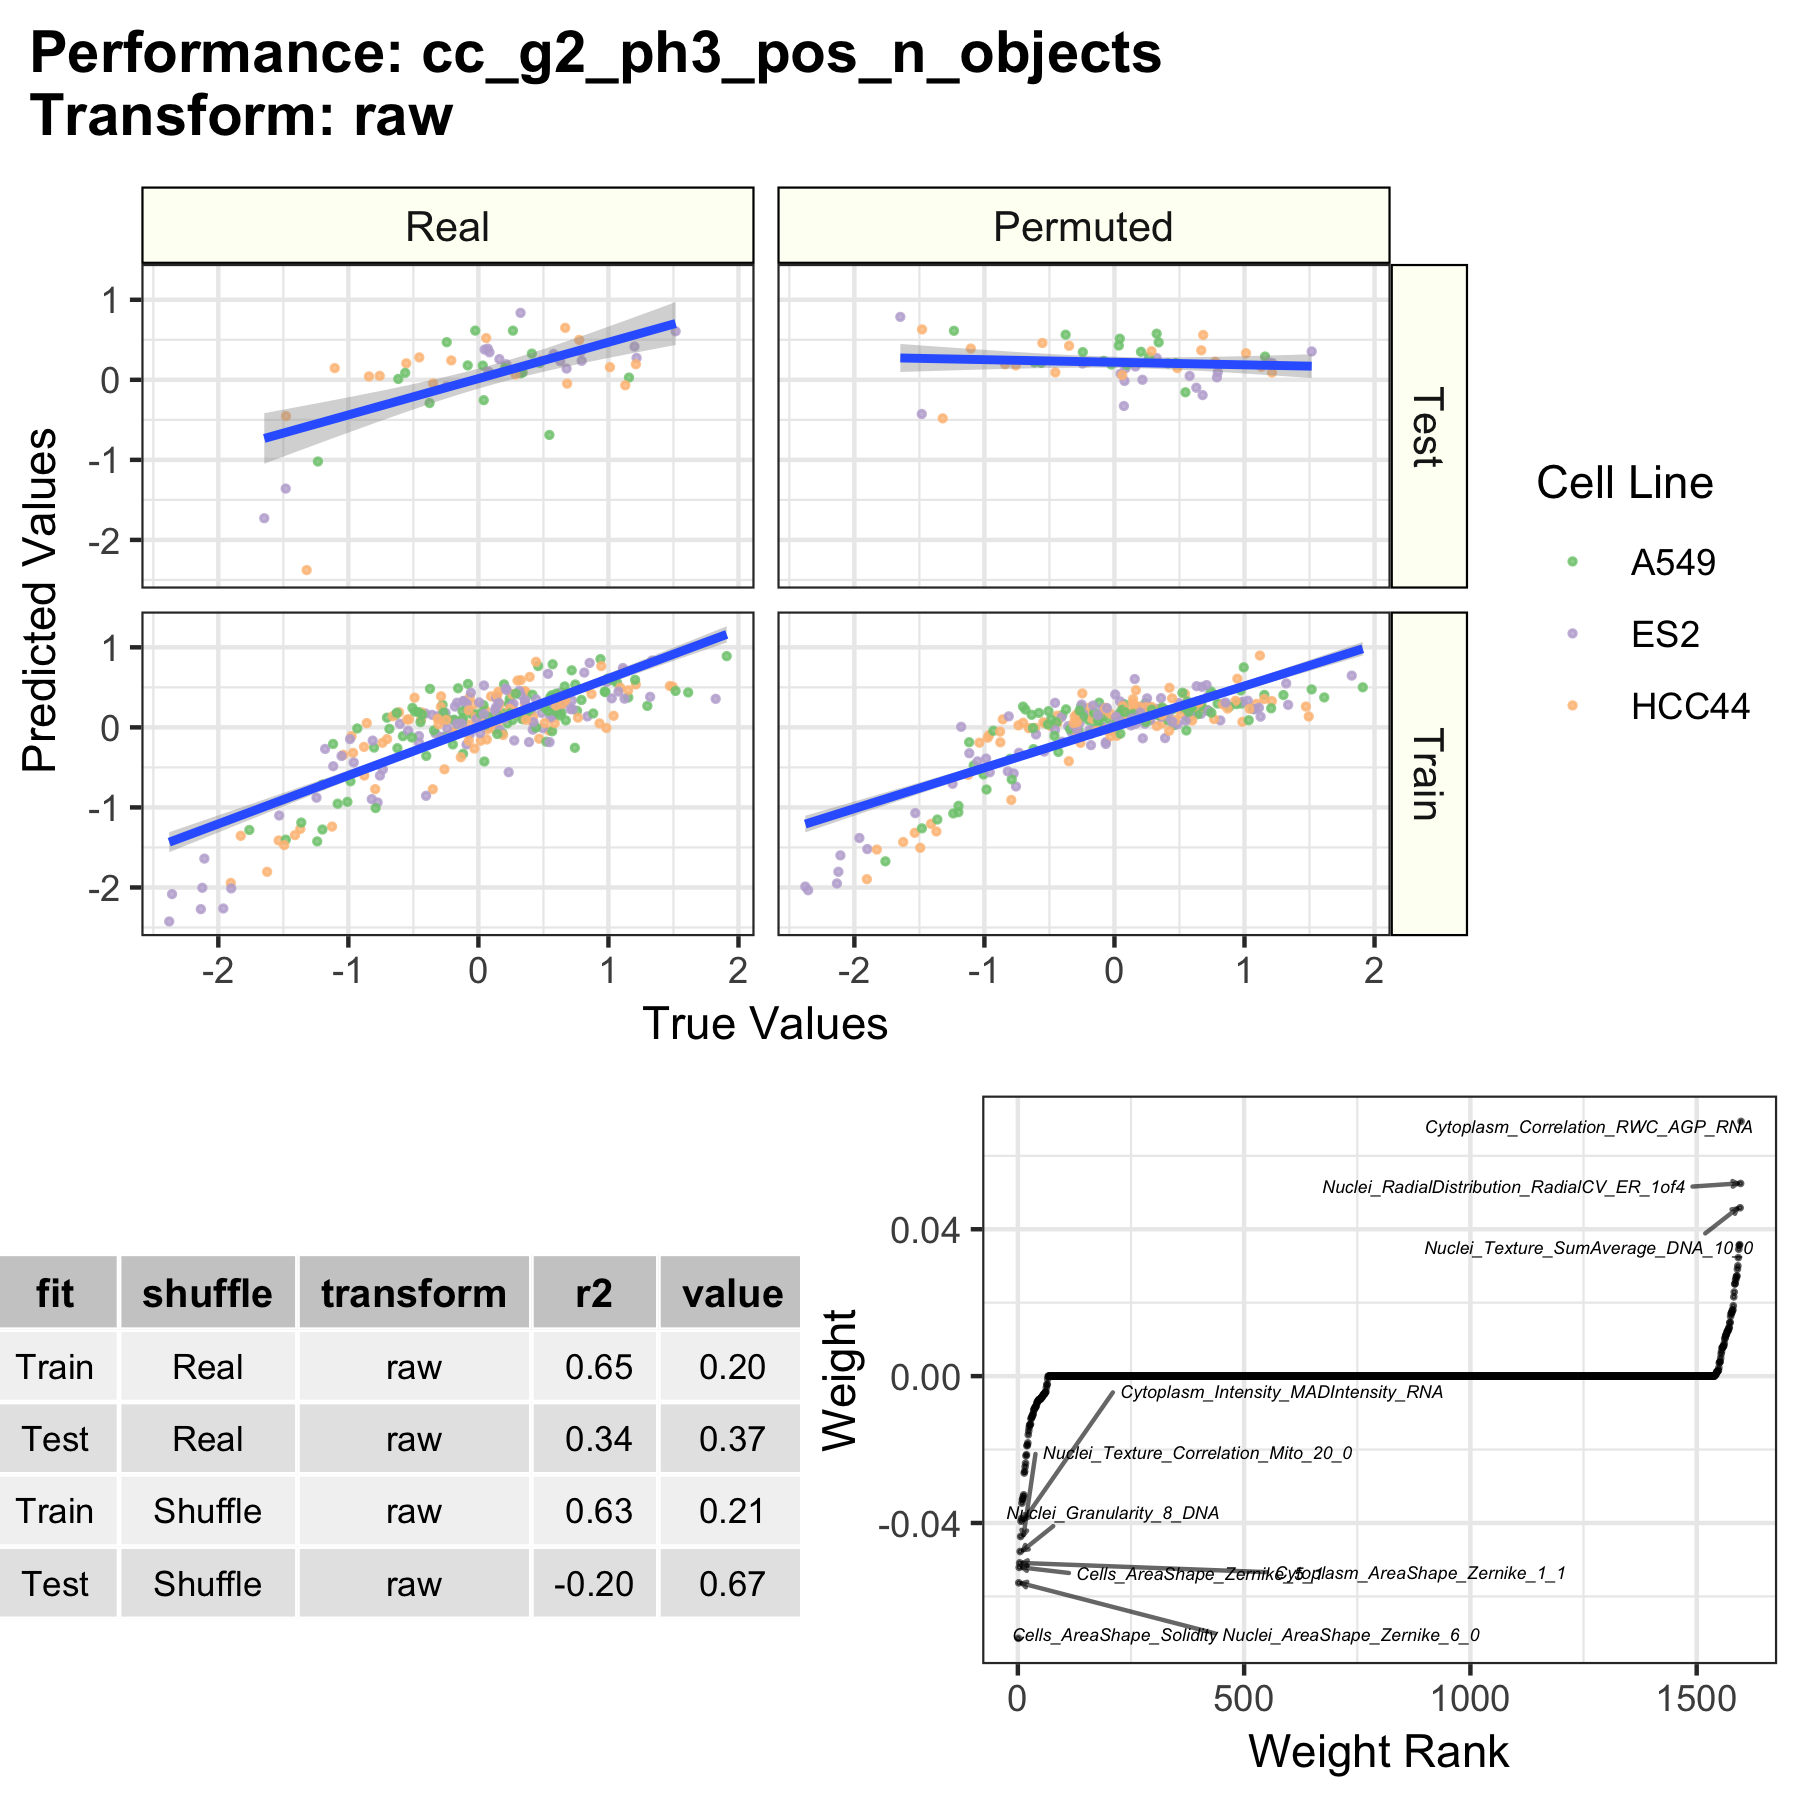 Performance: cc_g2_ph3_pos_n_objects
Transform: raw
Real
Permuted
1
0
-1
-2
Test
1
0
-1
-2
Train
Predicted Values
-2
-1
0
1
2
-2
-1
0
1
2
True Values
Cell Line
A549
ES2
HCC44
fit shuffle transform r2 value
Train Real raw 0.65 0.20
Test Real raw 0.34 0.37
Train Shuffle raw 0.63 0.21
Test Shuffle raw -0.20 0.67
Weight
0.04
0.00
-0.04
Cytoplasm_Correlation_RWC_AGP_RNA
Nuclei_RadialDistribution_RadialCV_ER_1of4
Nuclei_Texture_SumAverage_DNA_10_0
Cytoplasm_Intensity_MADIntensity_RNA
Nuclei_Texture_Correlation_Mito_20_0
Nuclei_Granularity_8_DNA
Cells_AreaShape_Zernike_5_1
Cytoplasm_AreaShape_Zernike_1_1
Cells_AreaShape_Solidity
Nuclei_AreaShape_Zernike_6_0
0
500
1000
1500
Weight Rank